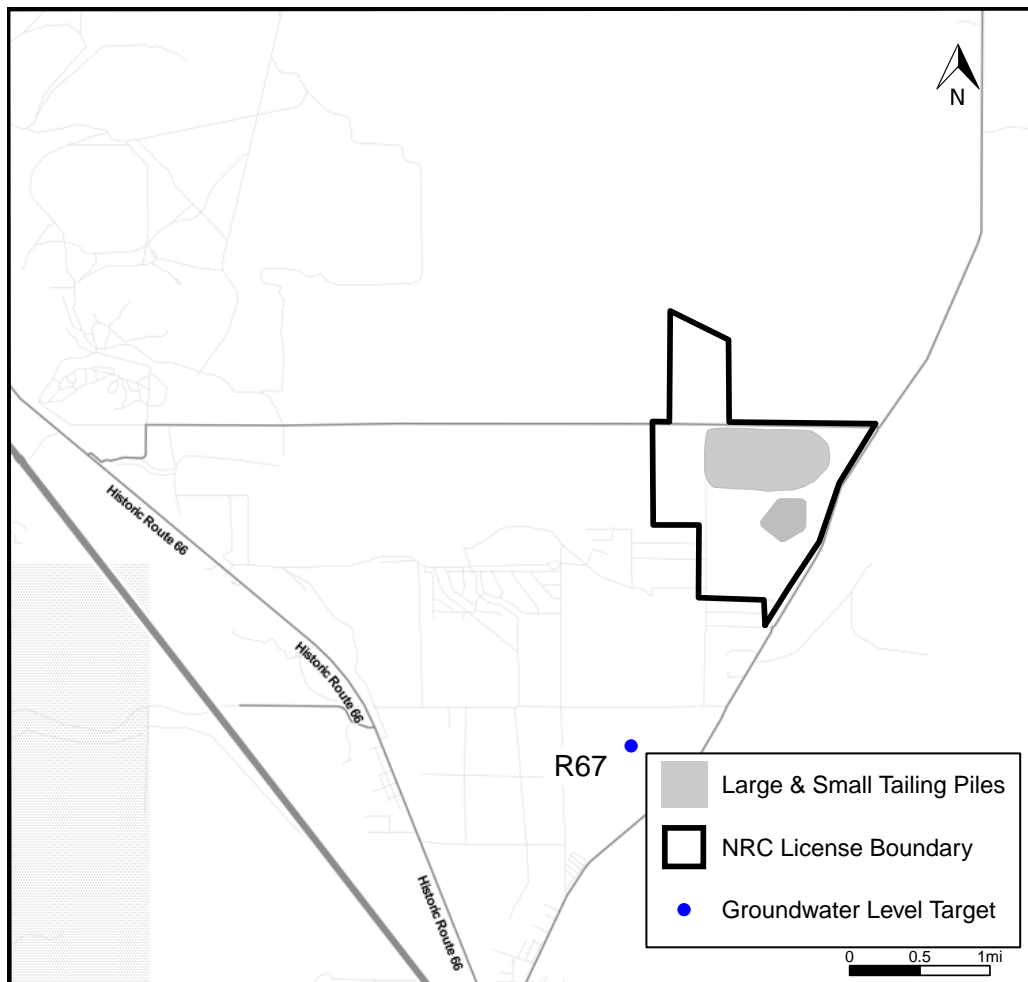 N
Historic Route 66
Historic Route 66
R67
Large & Small Tailing Piles
NRC License Boundary
Historic Route 66
Groundwater Level Target
0 0.5 1mi